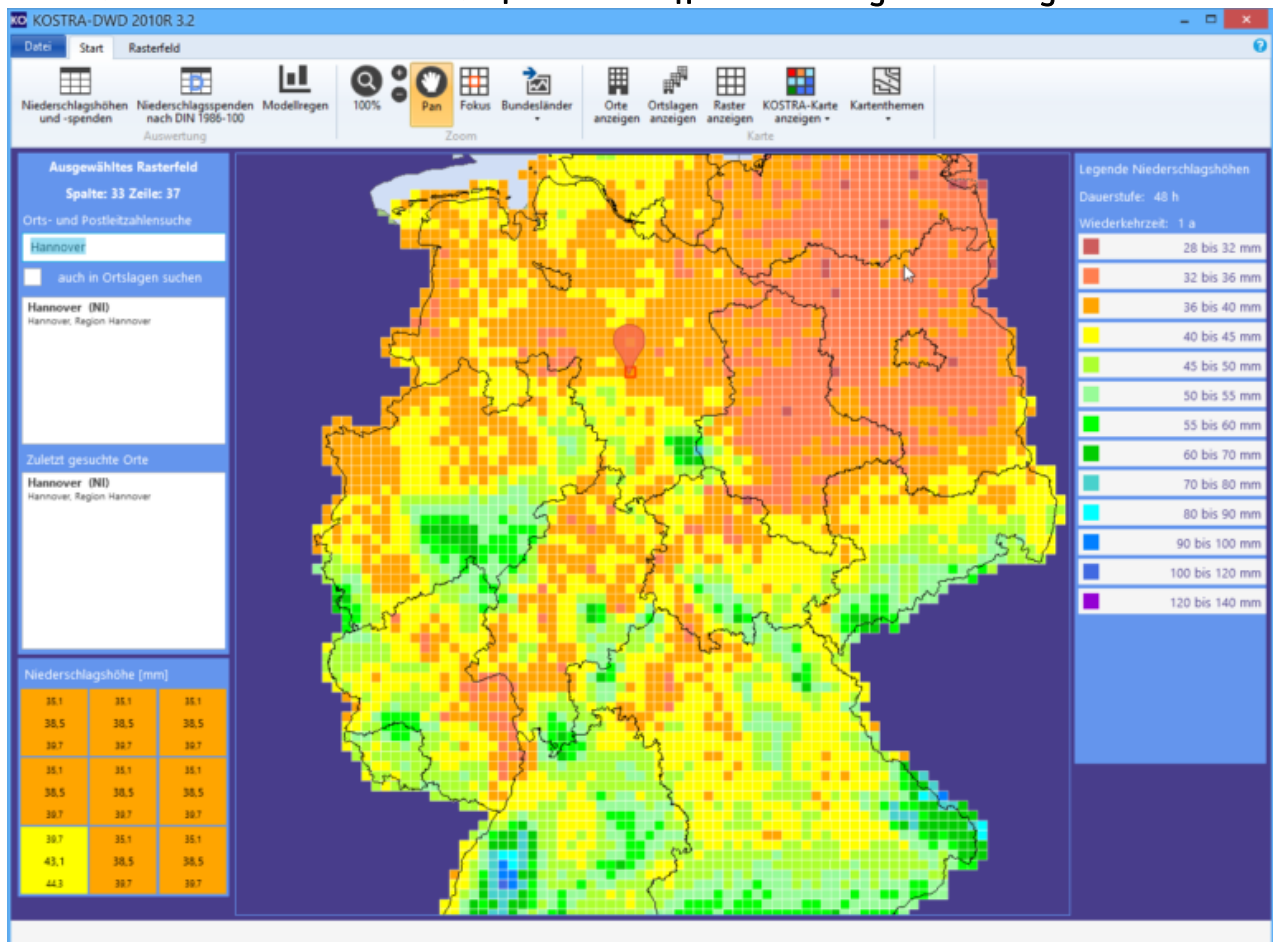 KO KOSTRA-DWD 2010R 3.2
Datei Start Rasterfeld
Niederschlagshöhen und -spenden
Niederschlagsspenden nach DIN 1986-100
Modellregen
Auswertung
100%
Pan
Fokus
Bundesländer
Zoom
Orte anzeigen
Ortslagen anzeigen
Raster anzeigen
KOSTRA-Karte anzeigen
Kartenthemen
Karte
Ausgewähltes Rasterfeld
Spalte: 33 Zeile: 37
Orts- und Postleitzahlensuche
Hannover
auch in Ortslagen suchen
Hannover (NI)
Hannover, Region Hannover
Zuletzt gesuchte Orte
Hannover (NI)
Hannover, Region Hannover
Niederschlagshöhe [mm]
35,1 35,1 35,1
38,5 38,5 38,5
39,7 39,7 39,7
35,1 35,1 35,1
38,5 38,5 38,5
39,7 39,7 39,7
39,7 35,1 35,1
43,1 38,5 38,5
44,3 39,7 39,7
Legende Niederschlagshöhen
Dauerstufe: 48 h
Wiederkehrzeit: 1 a
28 bis 32 mm
32 bis 36 mm
36 bis 40 mm
40 bis 45 mm
45 bis 50 mm
50 bis 55 mm
55 bis 60 mm
60 bis 70 mm
70 bis 80 mm
80 bis 90 mm
90 bis 100 mm
100 bis 120 mm
120 bis 140 mm